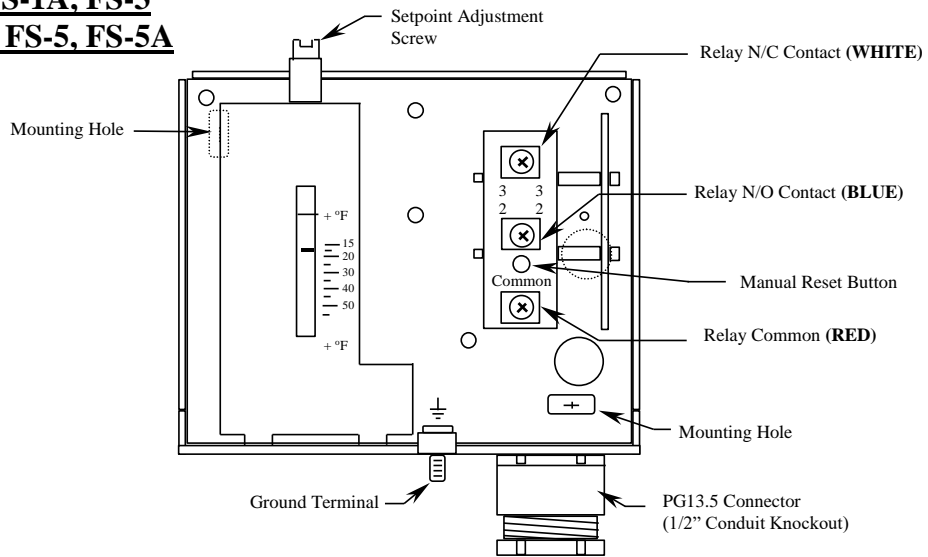 FS-5, FS-5A
Setpoint Adjustment
Screw
Relay N/C Contact (WHITE)
Mounting Hole
3 3
2 2
Relay N/O Contact (BLUE)
+ °F
15
20
30
40
50
+ °F
Manual Reset Button
Common
Relay Common (RED)
Mounting Hole
Ground Terminal
PG13.5 Connector
(1/2” Conduit Knockout)